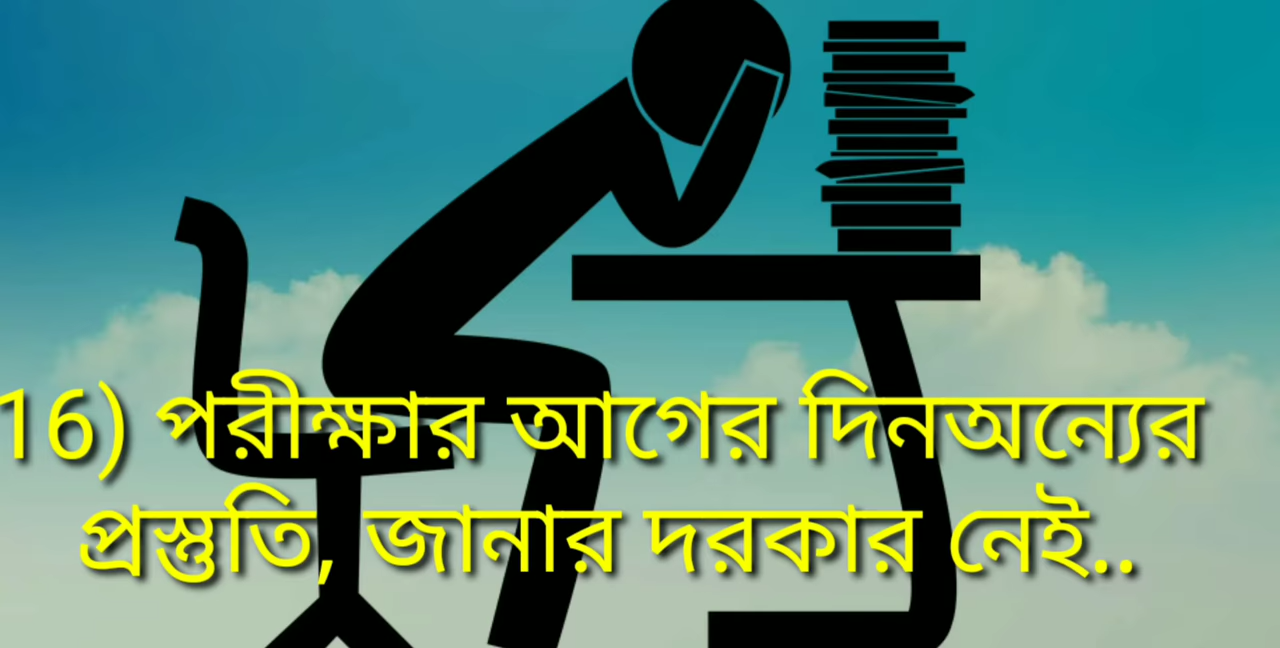 16) পরীক্ষার আগের দিনঅন্যের
প্রস্তুতি, জানার দরকার নেই..